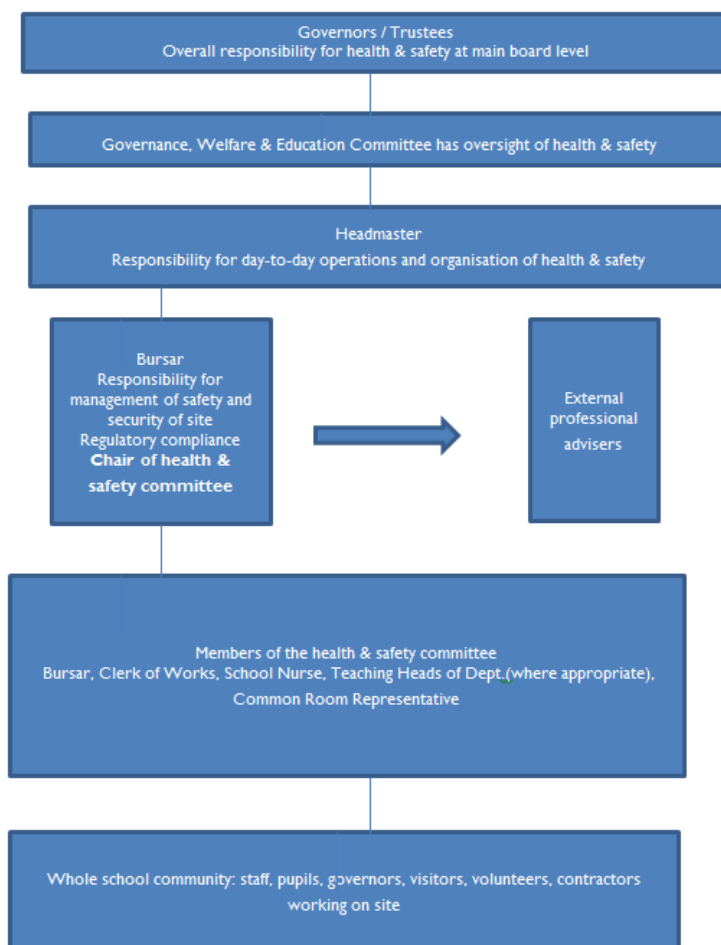 Governors / Trustees
Overall responsibility for health & safety at main board level
Governance, Welfare & Education Committee has oversight of health & safety
Headmaster
Responsibility for day-to-day operations and organisation of health & safety
Bursar
Responsibility for
management of safety and
security of site
Regulatory compliance
Chair of health &
safety committee
External
professional
advisers
Members of the health & safety committee
Bursar, Clerk of Works, School Nurse, Teaching Heads of Dept.(where appropriate),
Common Room Representative
Whole school community: staff, pupils, governors, visitors, volunteers, contractors
working on site